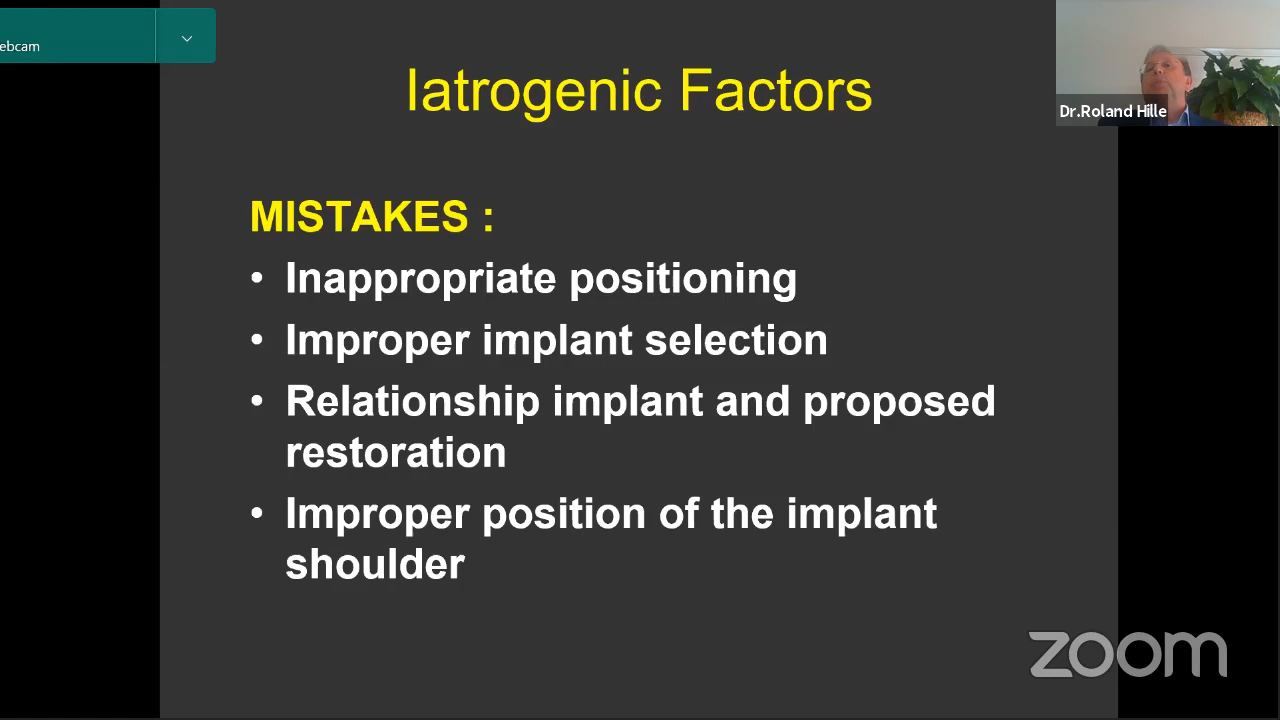 ebcam
Iatrogenic Factors
Dr.Roland Hille
MISTAKES :
• Inappropriate positioning
• Improper implant selection
• Relationship implant and proposed
restoration
• Improper position of the implant
shoulder
zoom